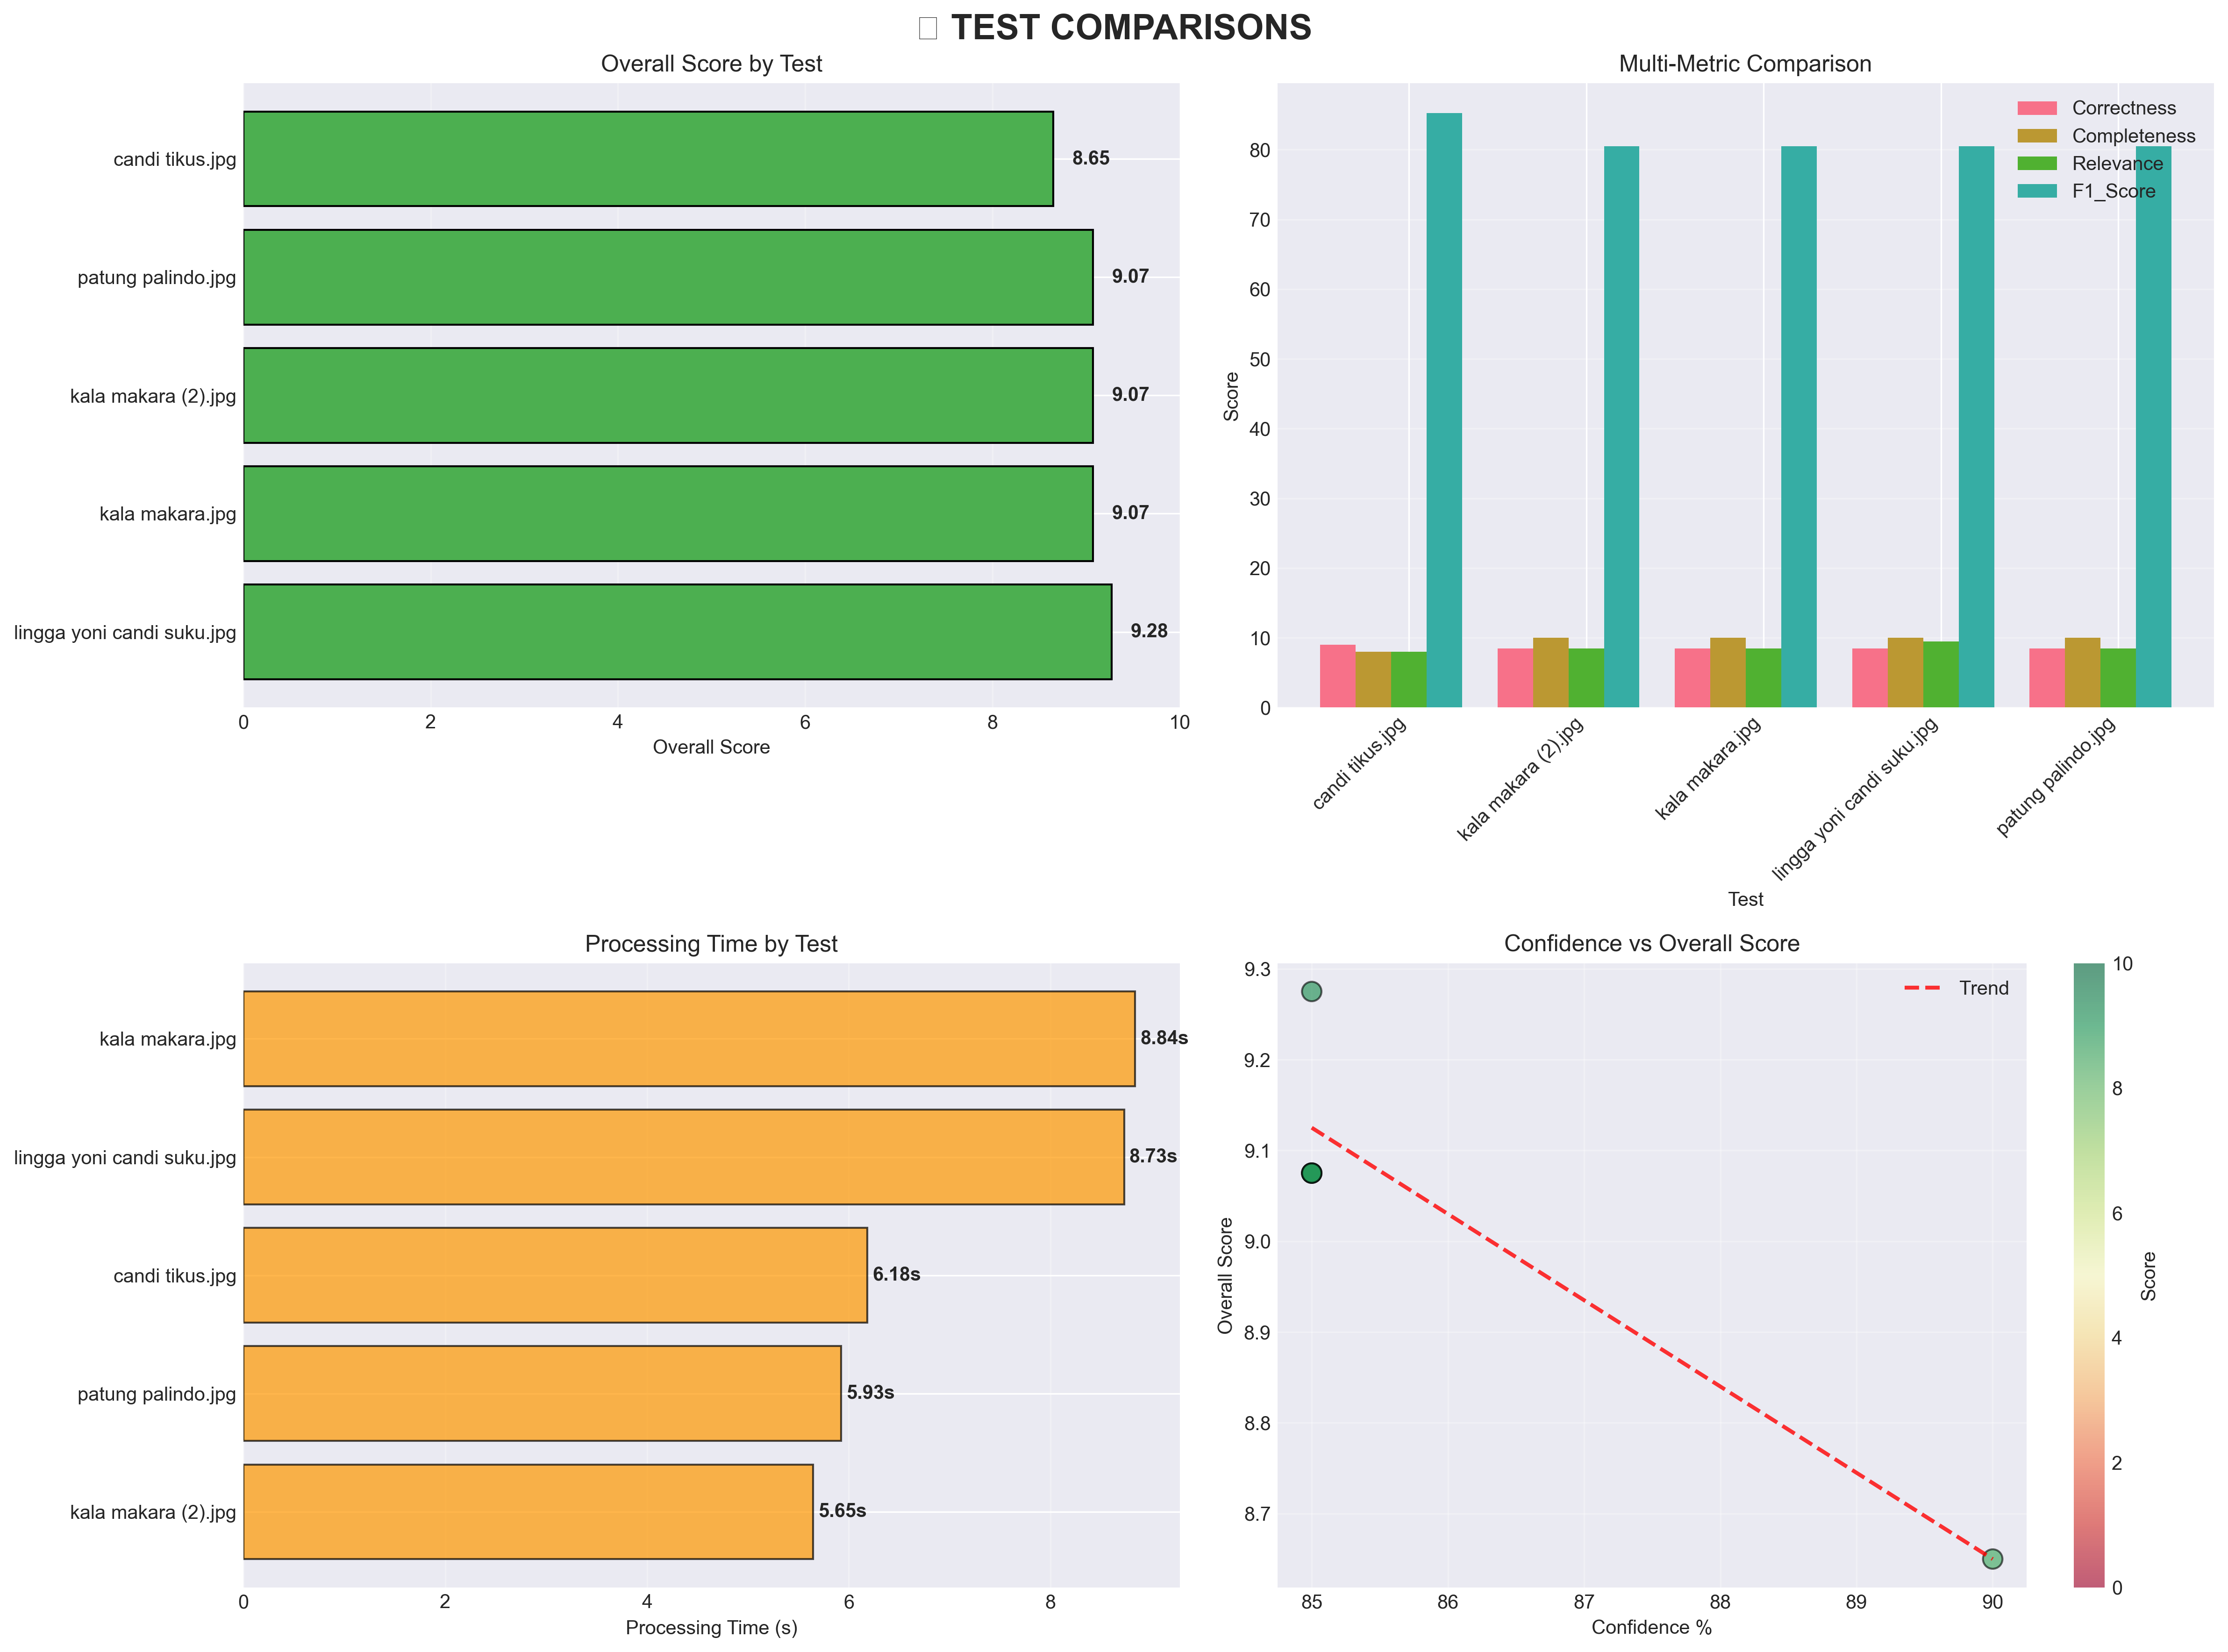 TEST COMPARISONS
Overall Score by Test
candi tikus.jpg
8.65
patung palindo.jpg
9.07
kala makara (2).jpg
9.07
kala makara.jpg
9.07
lingga yoni candi suku.jpg
9.28
0 2 4 6 8 10
Overall Score
Multi-Metric Comparison
Correctness
Completeness
Relevance
F1_Score
80
70
60
50
40
30
20
10
0
Score
candi tikus.jpg
kala makara (2).jpg
kala makara.jpg
lingga yoni candi suku.jpg
patung palindo.jpg
Test
Processing Time by Test
kala makara.jpg
8.84s
lingga yoni candi suku.jpg
8.73s
candi tikus.jpg
6.18s
patung palindo.jpg
5.93s
kala makara (2).jpg
5.65s
0 2 4 6 8
Processing Time (s)
Confidence vs Overall Score
Trend
9.3
9.2
9.1
9.0
8.9
8.8
8.7
Overall Score
85 86 87 88 89 90
Confidence %
10
8
6
4
2
0
Score